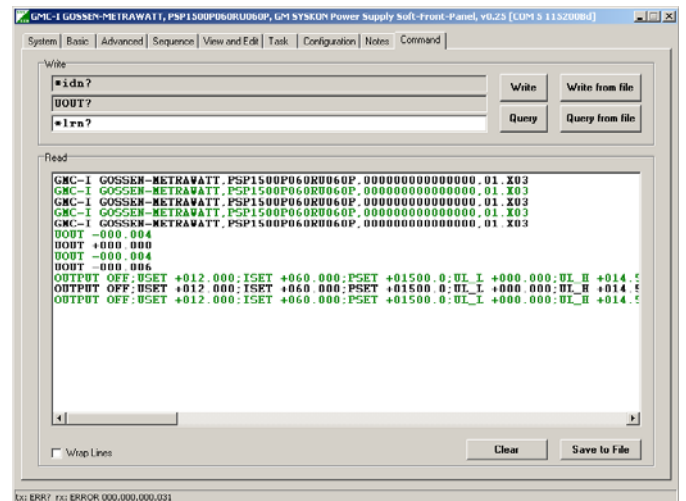 GMC-I GOSSEN-METRAWATT, PSP1500P060RU060P, GM SYSKON Power Supply Soft-Front-Panel, v0.25 [COM 5 115200Bd]
System Basic Advanced Sequence View and Edit Task Configuration Notes Command
Write
*idn?
UOUT?
*lrn?
Write Write from file
Query Query from file
Read
GMC-I GOSSEN-METRAWATT,PSP1500P060RU060P,000000000000000,01.X03
GMC-I GOSSEN-METRAWATT,PSP1500P060RU060P,000000000000000,01.X03
GMC-I GOSSEN-METRAWATT,PSP1500P060RU060P,000000000000000,01.X03
GMC-I GOSSEN-METRAWATT,PSP1500P060RU060P,000000000000000,01.X03
GMC-I GOSSEN-METRAWATT,PSP1500P060RU060P,000000000000000,01.X03
UOUT -000.004
UOUT +000.000
UOUT -000.004
UOUT -000.006
OUTPUT OFF;USET +012.000;ISET +060.000;PSET +01500.0;UL_L +000.000;UL_H +014.5
OUTPUT OFF;USET +012.000;ISET +060.000;PSET +01500.0;UL_L +000.000;UL_H +014.5
OUTPUT OFF;USET +012.000;ISET +060.000;PSET +01500.0;UL_L +000.000;UL_H +014.5
Wrap Lines
Clear Save to File
tx: ERR? rx: ERROR 000,000,000,031